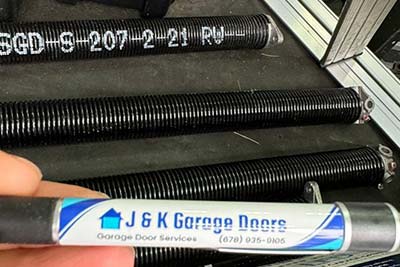 SGD-S 207 2 21 RW
J & K Garage Doors
Garage Door Services (678) 935-9105